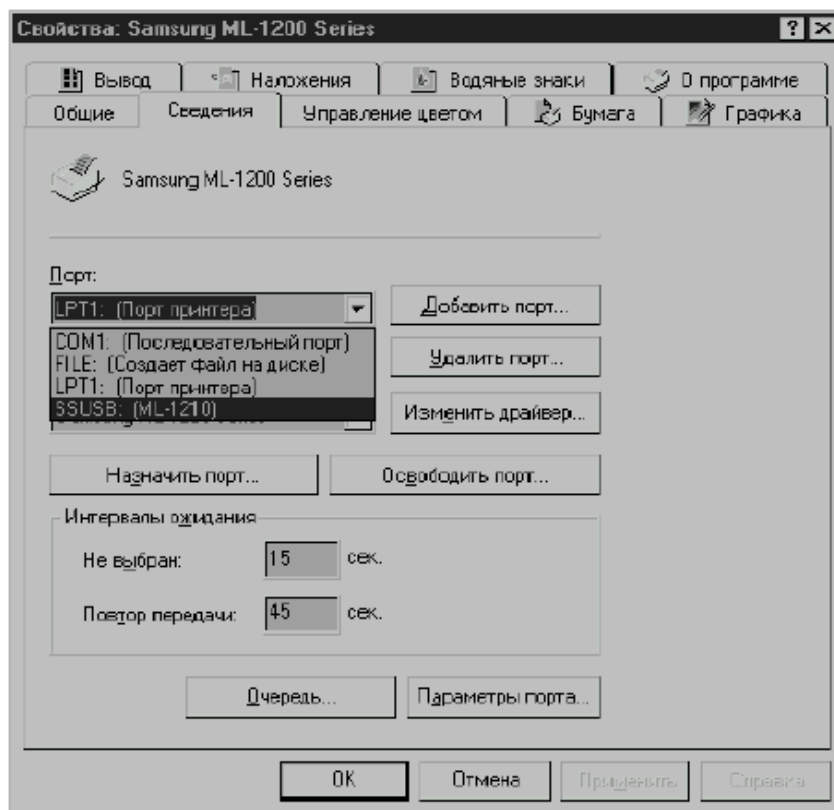 Свойства: Samsung ML-1200 Series
Вывод Наложения Водяные знаки О программе
Общие Сведения Управление цветом Бумага Графика
Samsung ML-1200 Series
Порт:
LPT1: (Порт принтера) Добавить порт...
COM1: (Последовательный порт)
FILE: (Создает файл на диске) Удалить порт...
LPT1: (Порт принтера)
SSUSB: (ML-1210) Изменить драйвер...
Назначить порт... Освободить порт...
Интервалы ожидания
Не выбран: 15 сек.
Повтор передачи: 45 сек.
Очередь... Параметры порта...
OK Отмена Применить Справка